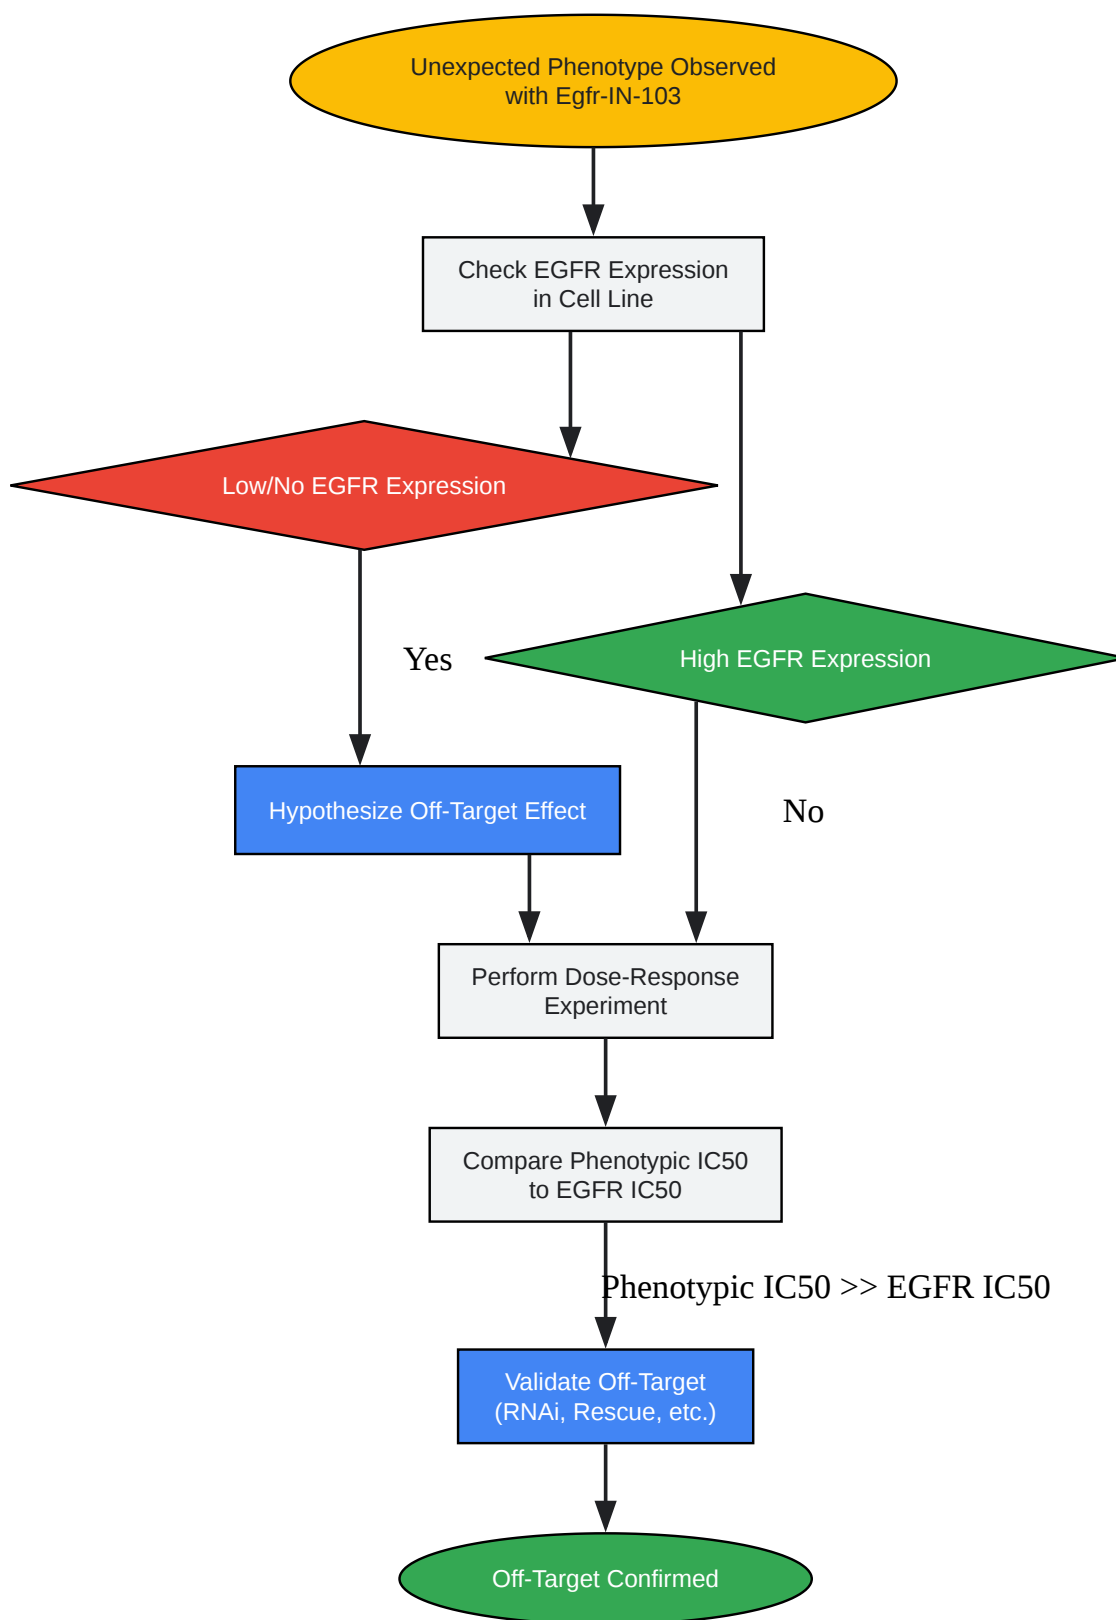 Unexpected Phenotype Observed
with Egfr-IN-103
Check EGFR Expression
in Cell Line
Low/No EGFR Expression
Yes
High EGFR Expression
Hypothesize Off-Target Effect
No
Perform Dose-Response
Experiment
Compare Phenotypic IC50
to EGFR IC50
Phenotypic IC50 >> EGFR IC50
Validate Off-Target
(RNAi, Rescue, etc.)
Off-Target Confirmed